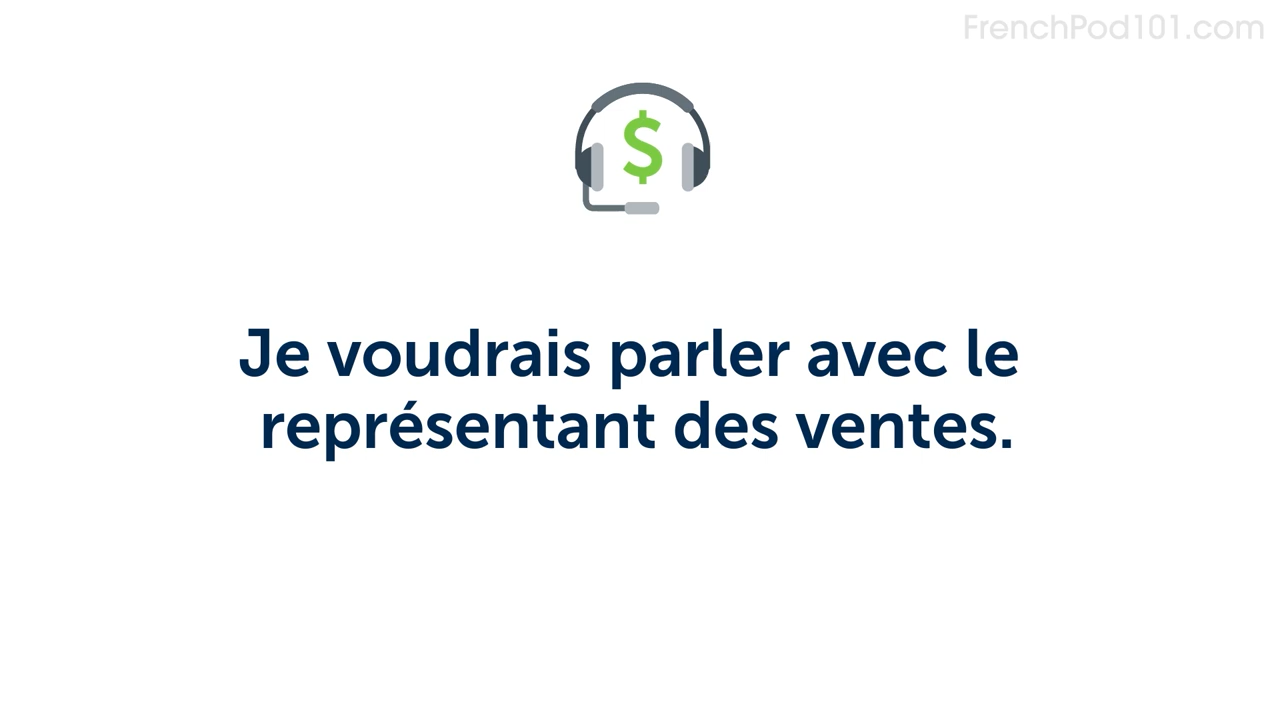 FrenchPod101.com
$
Je voudrais parler avec le
représentant des ventes.